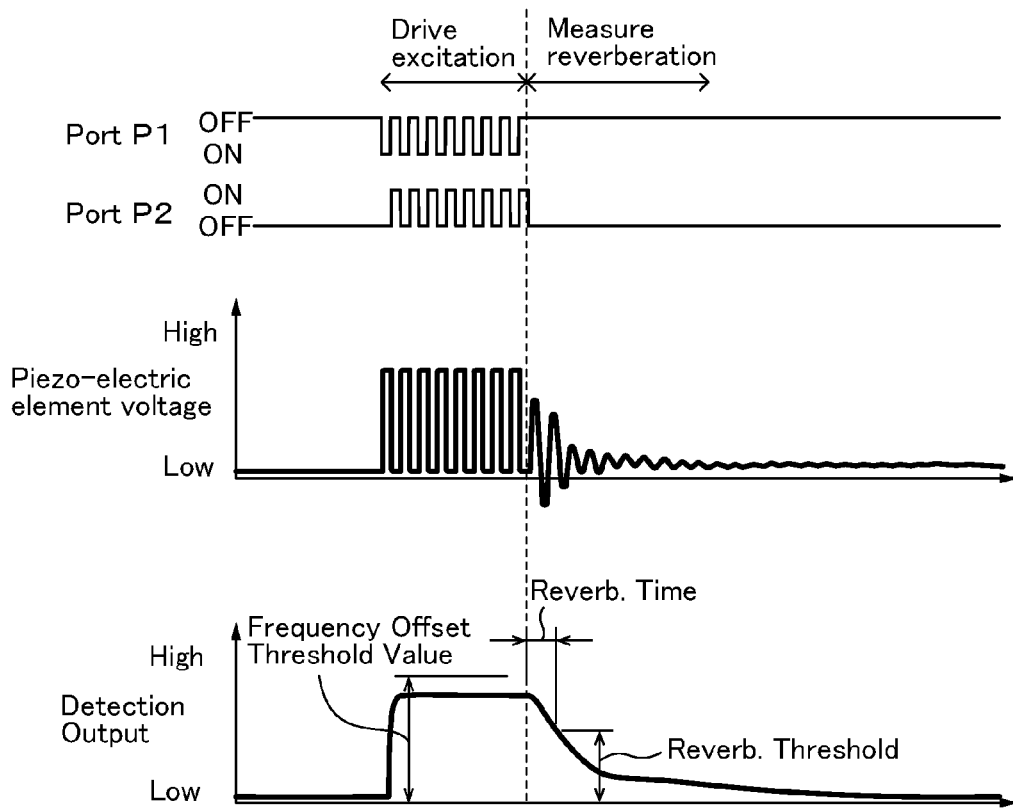 Drive
excitation
Measure
reverberation
Port P1
OFF
ON
Port P2
ON
OFF
High
Piezo-electric
element voltage
Low
Reverb. Time
Frequency Offset
Threshold Value
High
Detection
Output
Reverb. Threshold
Low